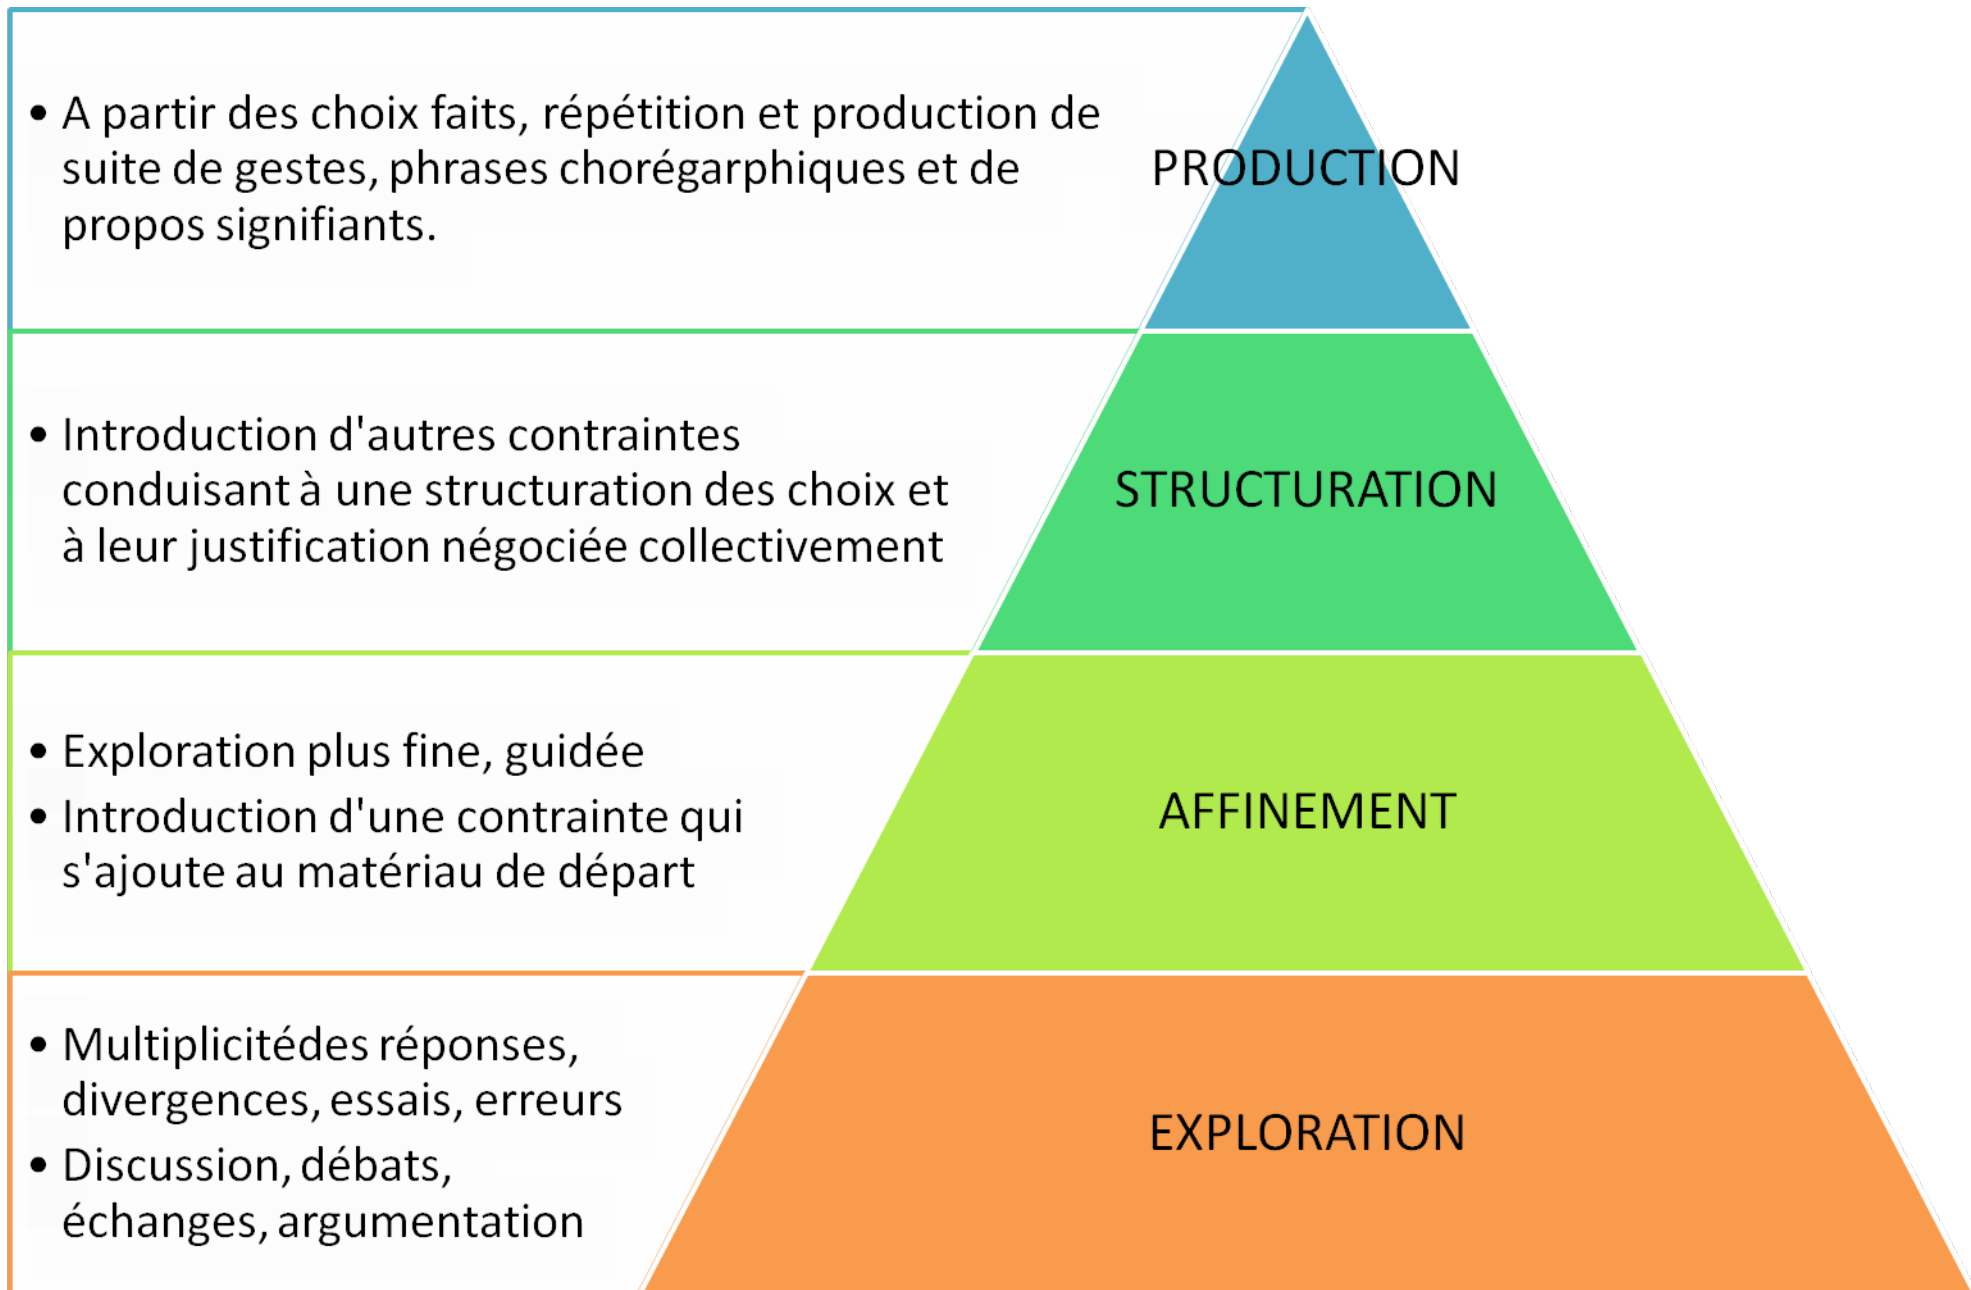 • A partir des choix faits, répétition et production de
suite de gestes, phrases chorégarphiques et de
propos signifiants.
PRODUCTION
• Introduction d'autres contraintes
conduisant à une structuration des choix et
à leur justification négociée collectivement
STRUCTURATION
• Exploration plus fine, guidée
• Introduction d'une contrainte qui
s'ajoute au matériau de départ
AFFINEMENT
• Multiplicitédes réponses,
divergences, essais, erreurs
• Discussion, débats,
échanges, argumentation
EXPLORATION